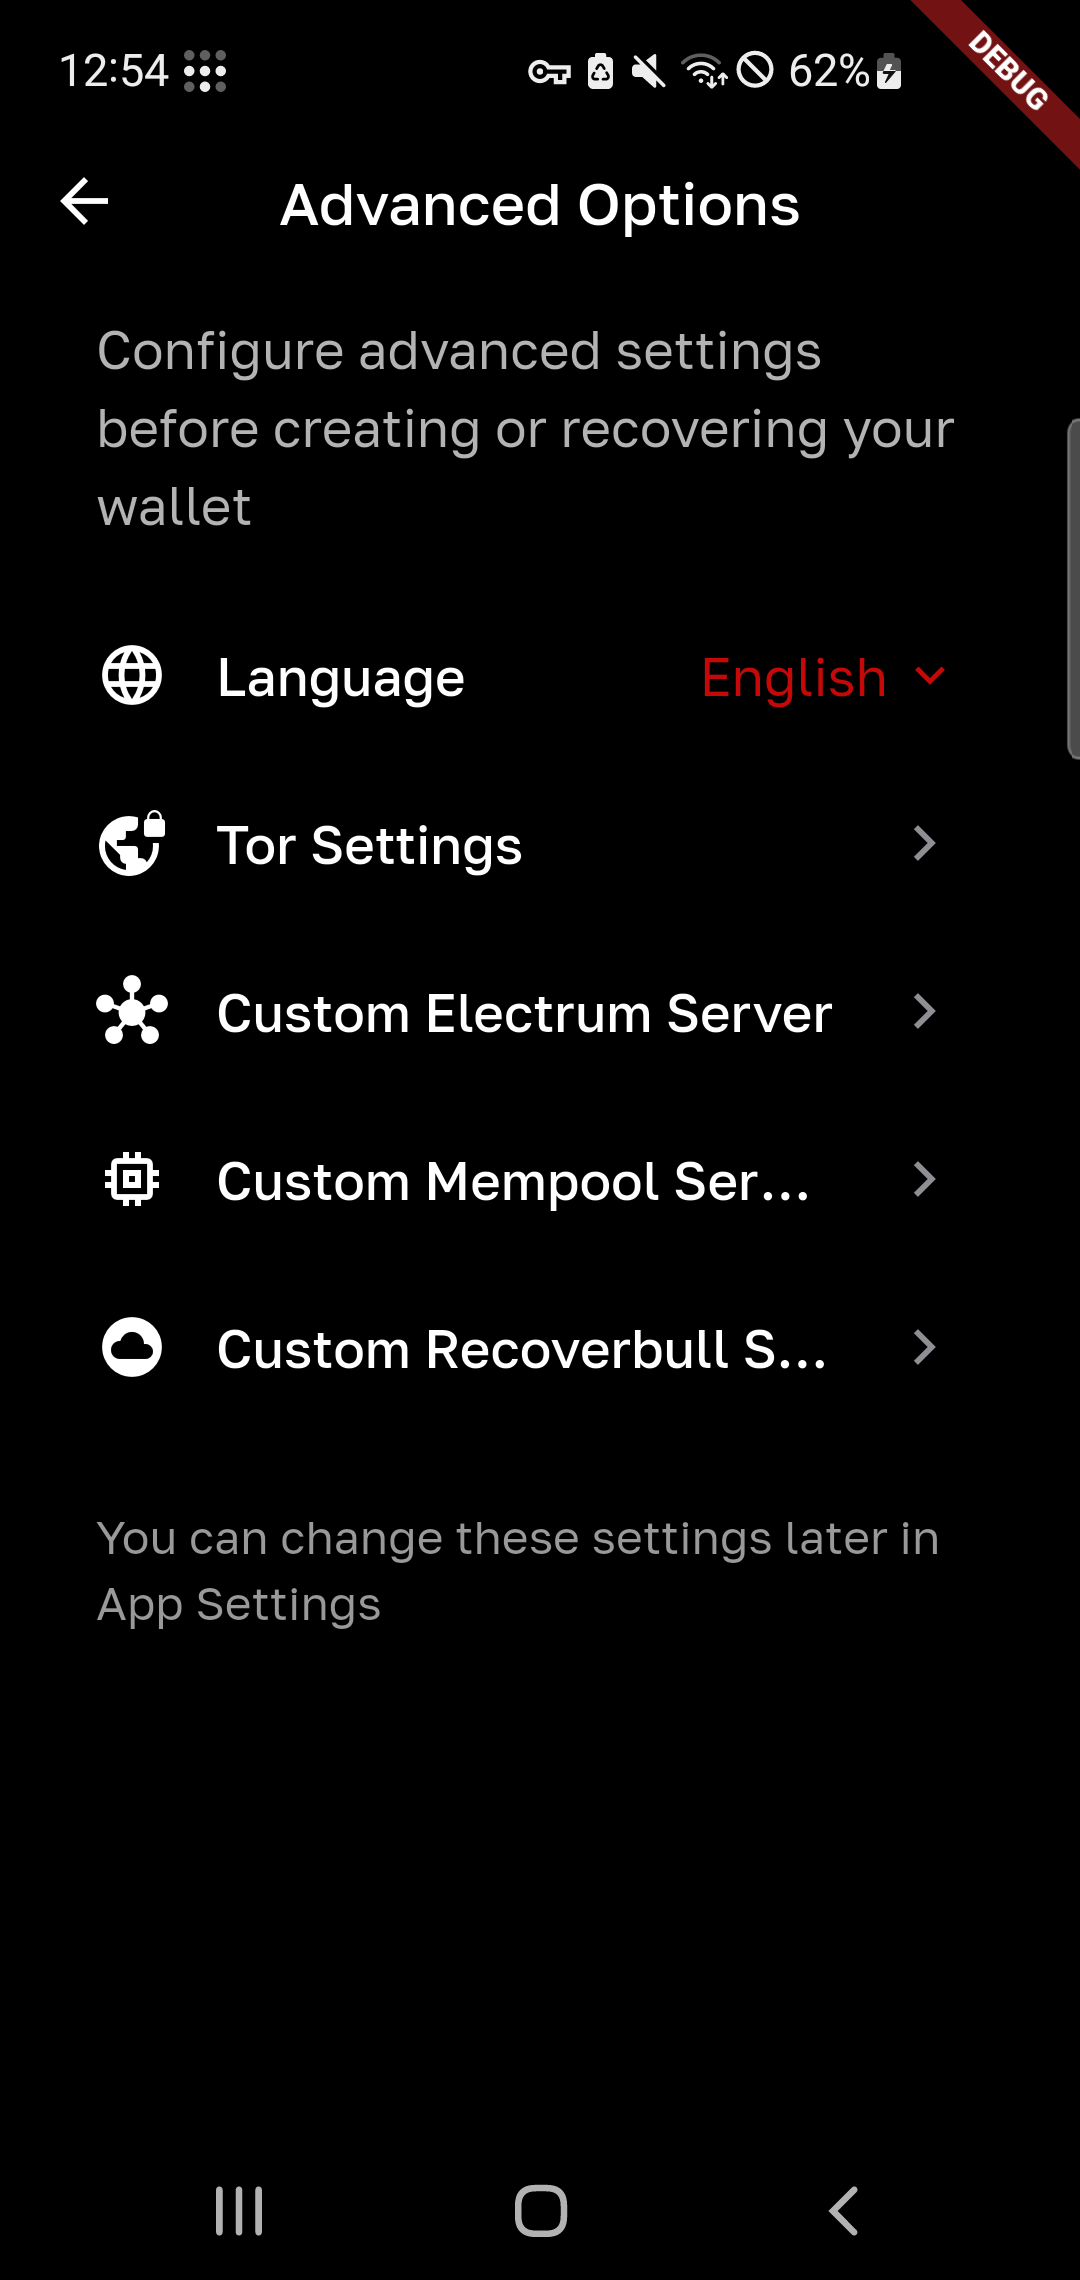 12:54
62%
DEBUG
Advanced Options
Configure advanced settings
before creating or recovering your
wallet
Language
English
Tor Settings
Custom Electrum Server
Custom Mempool Ser...
Custom Recoverbull S...
You can change these settings later in
App Settings